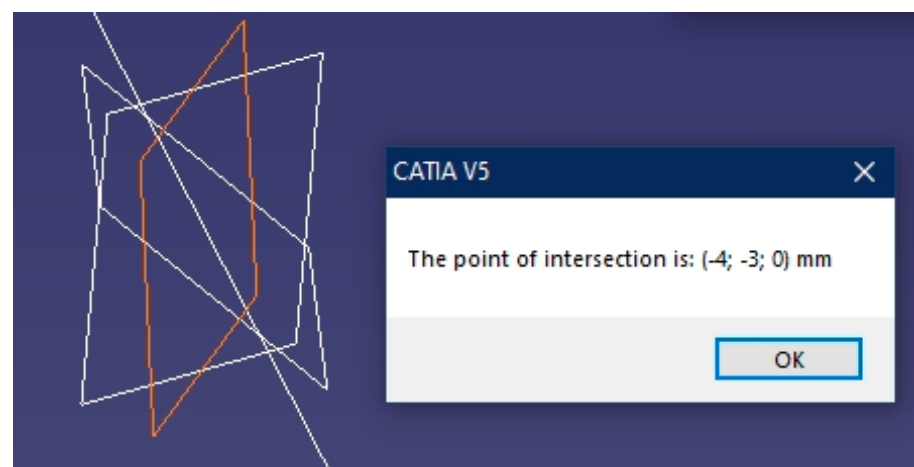 CATIA V5
The point of intersection is: (-4; -3; 0) mm
OK